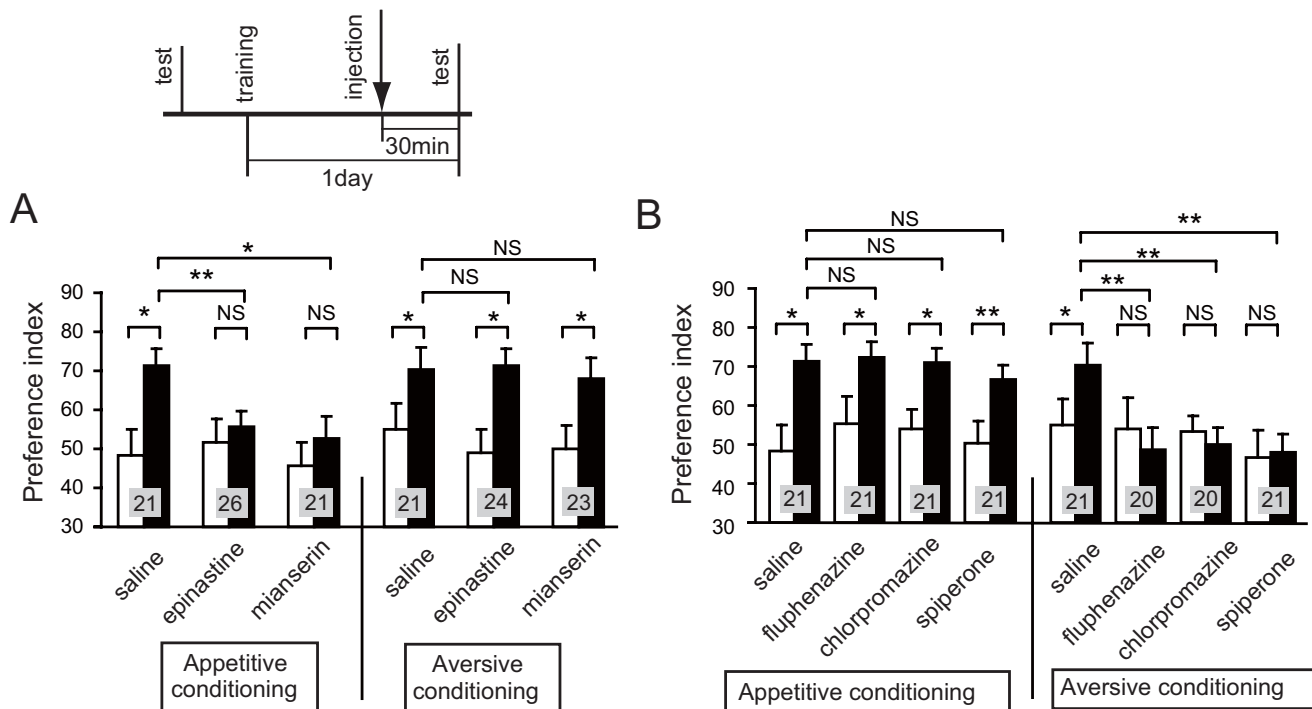 test
training
injection
test
30min
1day
A
*
**
NS
NS
*
NS
NS
*
*
*
Preference index
90
80
70
60
50
40
30
21
26
21
21
24
23
saline
epinastine
mianserin
saline
epinastine
mianserin
Appetitive
conditioning
Aversive
conditioning
B
NS
NS
NS
*
*
*
**
**
**
**
*
NS
NS
NS
Preference index
90
80
70
60
50
40
30
21
21
21
21
21
20
20
21
saline
fluphenazine
chlorpromazine
spiperone
saline
fluphenazine
chlorpromazine
spiperone
Appetitive conditioning
Aversive conditioning